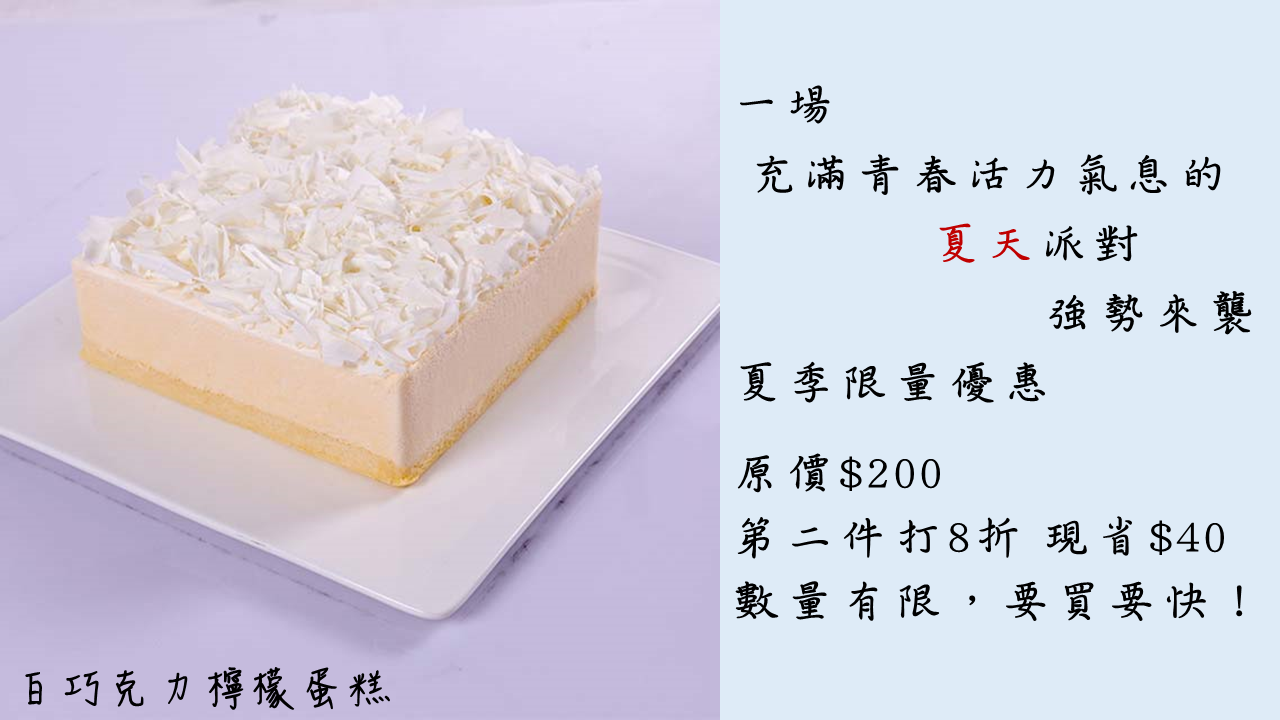 一場
充滿青春活力氣息的
夏天派對
強勢來襲
夏季限量優惠
原價$200
第二件打8折 現省$40
數量有限，要買要快！
白巧克力檸檬蛋糕